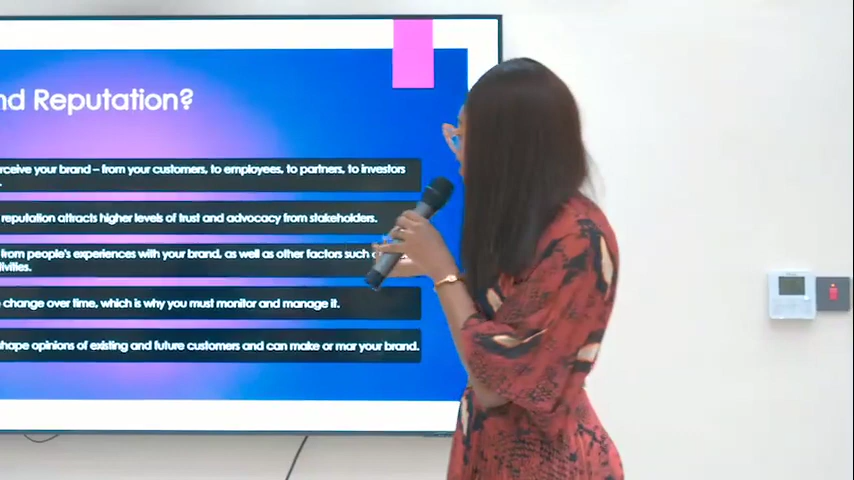 nd Reputation?
rceive your brand – from your customers, to employees, to partners, to investors
reputation attracts higher levels of trust and advocacy from stakeholders.
from people's experiences with your brand, as well as other factors such
tivities.
change over time, which is why you must monitor and manage it.
hape opinions of existing and future customers and can make or mar your brand.